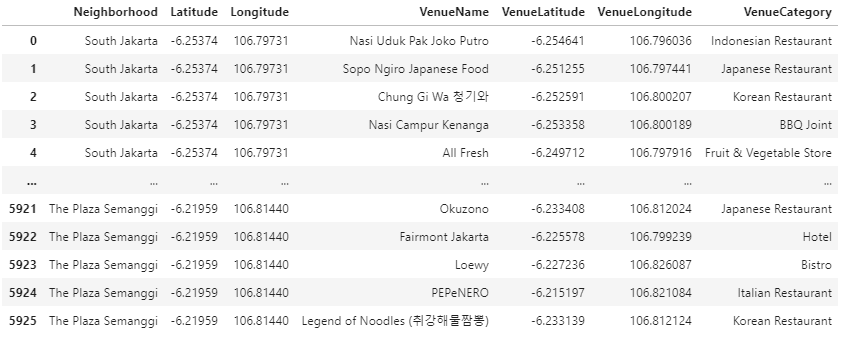 Neighborhood Latitude Longitude VenueName VenueLatitude VenueLongitude VenueCategory
0 South Jakarta -6.25374 106.79731 Nasi Uduk Pak Joko Putro -6.254641 106.796036 Indonesian Restaurant
1 South Jakarta -6.25374 106.79731 Sopo Ngiro Japanese Food -6.251255 106.797441 Japanese Restaurant
2 South Jakarta -6.25374 106.79731 Chung Gi Wa 청기와 -6.252591 106.800207 Korean Restaurant
3 South Jakarta -6.25374 106.79731 Nasi Campur Kenanga -6.253358 106.800189 BBQ Joint
4 South Jakarta -6.25374 106.79731 All Fresh -6.249712 106.797916 Fruit & Vegetable Store
... ... ... ... ... ... ... ...
5921 The Plaza Semanggi -6.21959 106.81440 Okuzono -6.233408 106.812024 Japanese Restaurant
5922 The Plaza Semanggi -6.21959 106.81440 Fairmont Jakarta -6.225578 106.799239 Hotel
5923 The Plaza Semanggi -6.21959 106.81440 Loewy -6.227236 106.826087 Bistro
5924 The Plaza Semanggi -6.21959 106.81440 PEPeNERO -6.215197 106.821084 Italian Restaurant
5925 The Plaza Semanggi -6.21959 106.81440 Legend of Noodles (취강해물짬뽕) -6.233139 106.812124 Korean Restaurant